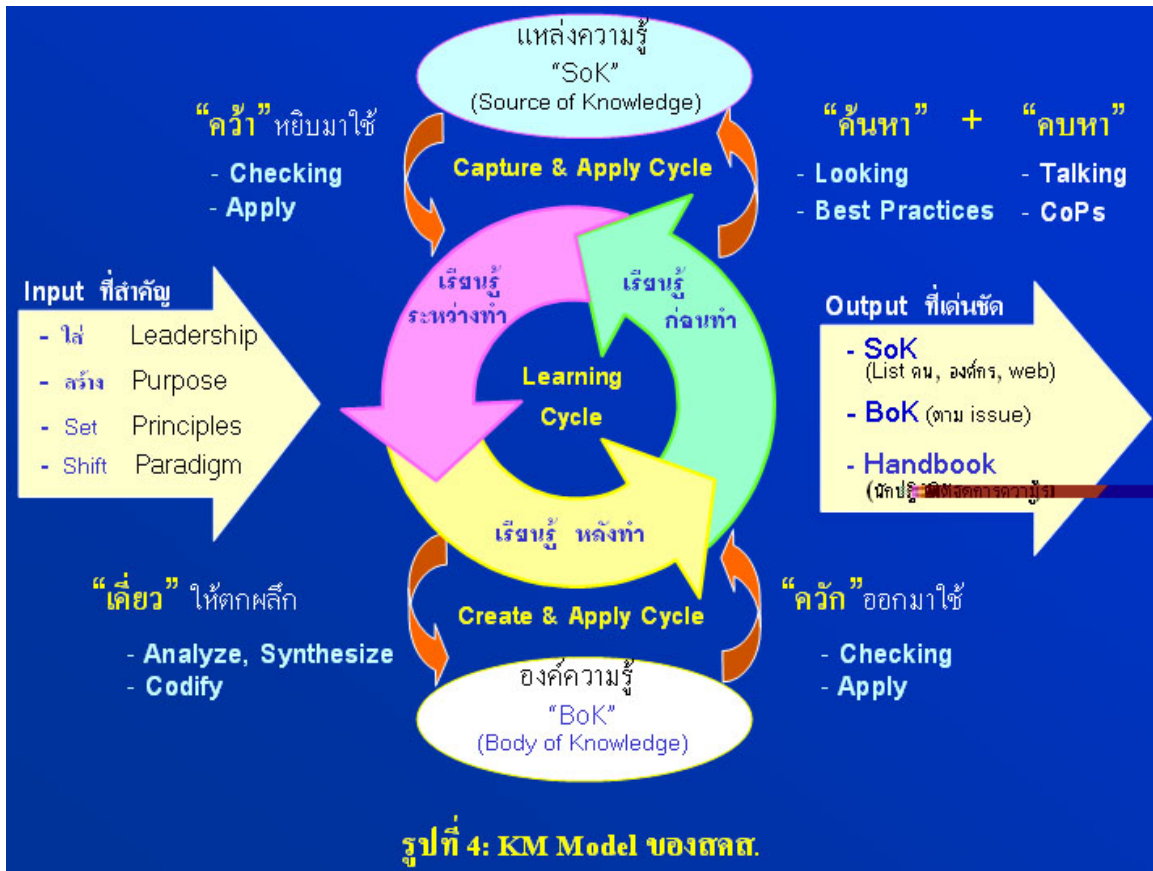 แหล่งความรู้
“SoK”
(Source of Knowledge)
“คว้า” หยิบมาใช้
- Checking
- Apply
Capture & Apply Cycle
“ค้นหา” + “คบหา”
- Looking
- Best Practices
- Talking
- CoPs
Input ที่สำคัญ
- ใส่ Leadership
- สร้าง Purpose
- Set Principles
- Shift Paradigm
เรียนรู้
ระหว่างทำ
เรียนรู้
ก่อนทำ
Learning
Cycle
เรียนรู้ หลังทำ
Output ที่เด่นชัด
- SoK
(List คน, องค์กร, web)
- BoK (ตาม issue)
- Handbook
“เคี่ยว” ให้ตกผลึก
- Analyze, Synthesize
- Codify
Create & Apply Cycle
“ควัก” ออกมาใช้
- Checking
- Apply
องค์ความรู้
“BoK”
(Body of Knowledge)
รูปที่ 4: KM Model ของสคส.